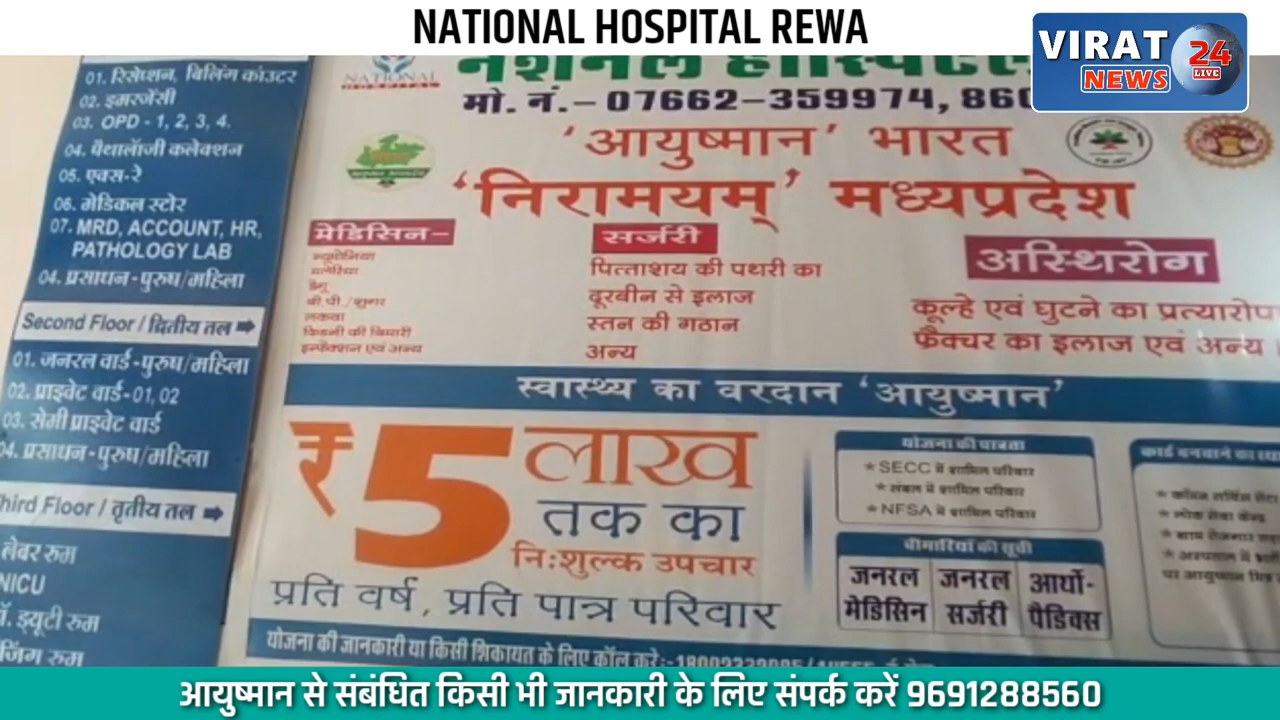 NATIONAL HOSPITAL REWA
VIRAT
NEWS
24
LIVE
01. रिसेप्शन, बिलिंग कांउटर
02. इमरजेंसी
03. OPD - 1, 2, 3, 4.
04. पैथालॉजी कलेक्शन
05. एक्स-रे
06. मेडिकल स्टोर
07. MRD, ACCOUNT, HR,
PATHOLOGY LAB
04. प्रसाधन-पुरुष/महिला
Second Floor / द्वितीय तल
01. जनरल वार्ड-पुरुष/महिला
02. प्राइवेट वार्ड-01, 02
03. सेमी प्राइवेट वार्ड
04. प्रसाधन-पुरुष/महिला
Third Floor / तृतीय तल
लेबर रुम
NICU
ड्यूटी रुम
रुम
NATIONAL
HOSPITAL
नेशनल हॉस्पिटल
मो. नं.- 07662-359974, 860
'आयुष्मान' भारत
'निरामयम्' मध्यप्रदेश
मेडिसिन-
मलेरिया
डेंगू
बी.पी./शुगर
लकवा
किडनी की बिमारी
इन्फेक्शन एवं अन्य
सर्जरी
पित्ताशय की पथरी का
दूरबीन से इलाज
स्तन की गठान
अन्य
अस्थिरोग
कूल्हे एवं घुटने का प्रत्यारोप
फ्रैक्चर का इलाज एवं अन्य
स्वास्थ्य का वरदान 'आयुष्मान'
₹5 लाख
तक का
निःशुल्क उपचार
प्रति वर्ष, प्रति पात्र परिवार
योजना की पात्रता
* SECC में शामिल परिवार
* संबल में शामिल परिवार
* NFSA में शामिल परिवार
बीमारियों की सूची
जनरल मेडिसिन
जनरल सर्जरी
आर्थो-पैडिक्स
कार्ड बनवाने का
* लोक सेवा केन्द्र
योजना की जानकारी या किसी शिकायत के लिए कॉल करें:-
आयुष्मान से संबंधित किसी भी जानकारी के लिए संपर्क करें 9691288560